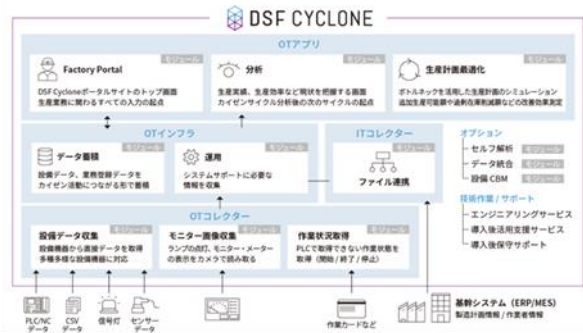 DSF CYCLONE
OTアプリ
モジュール
Factory Portal
DSF Cycloneポータルサイトのトップ画面
生産業務に関わるすべての入力の起点
モジュール
分析
生産実績、生産効率など現状を把握する画面
カイゼンサイクル分析後の次のサイクルの起点
モジュール
生産計画最適化
ボトルネックを活用した生産計画のシミュレーション
追加生産可能額や過剰在庫削減額などの改善効果測定
OTインフラ
モジュール
データ蓄積
設備データ、業務登録データを
カイゼン活動につながる形で蓄積
モジュール
運用
システムサポートに必要な
情報を収集
ITコレクター
モジュール
ファイル連携
オプション
セルフ解析 モジュール
データ統合 モジュール
設備 CBM モジュール
技術作業 / サポート
エンジニアリングサービス
導入後活用支援サービス
導入後保守サポート
OTコレクター
設備データ収集 モジュール
設備機器から直接データを取得
多種多様な設備機器に対応
モニター画像収集 モジュール
ランプの点灯、モニター・メーター
の表示をカメラで読み取る
作業状況取得 モジュール
PLCで取得できない作業状態を
取得（開始 / 終了 / 停止）
PLC/NC
データ
CSV
データ
信号灯
センサー
データ
作業カードなど
基幹システム（ERP/MES）
製造計画情報 / 作業者情報